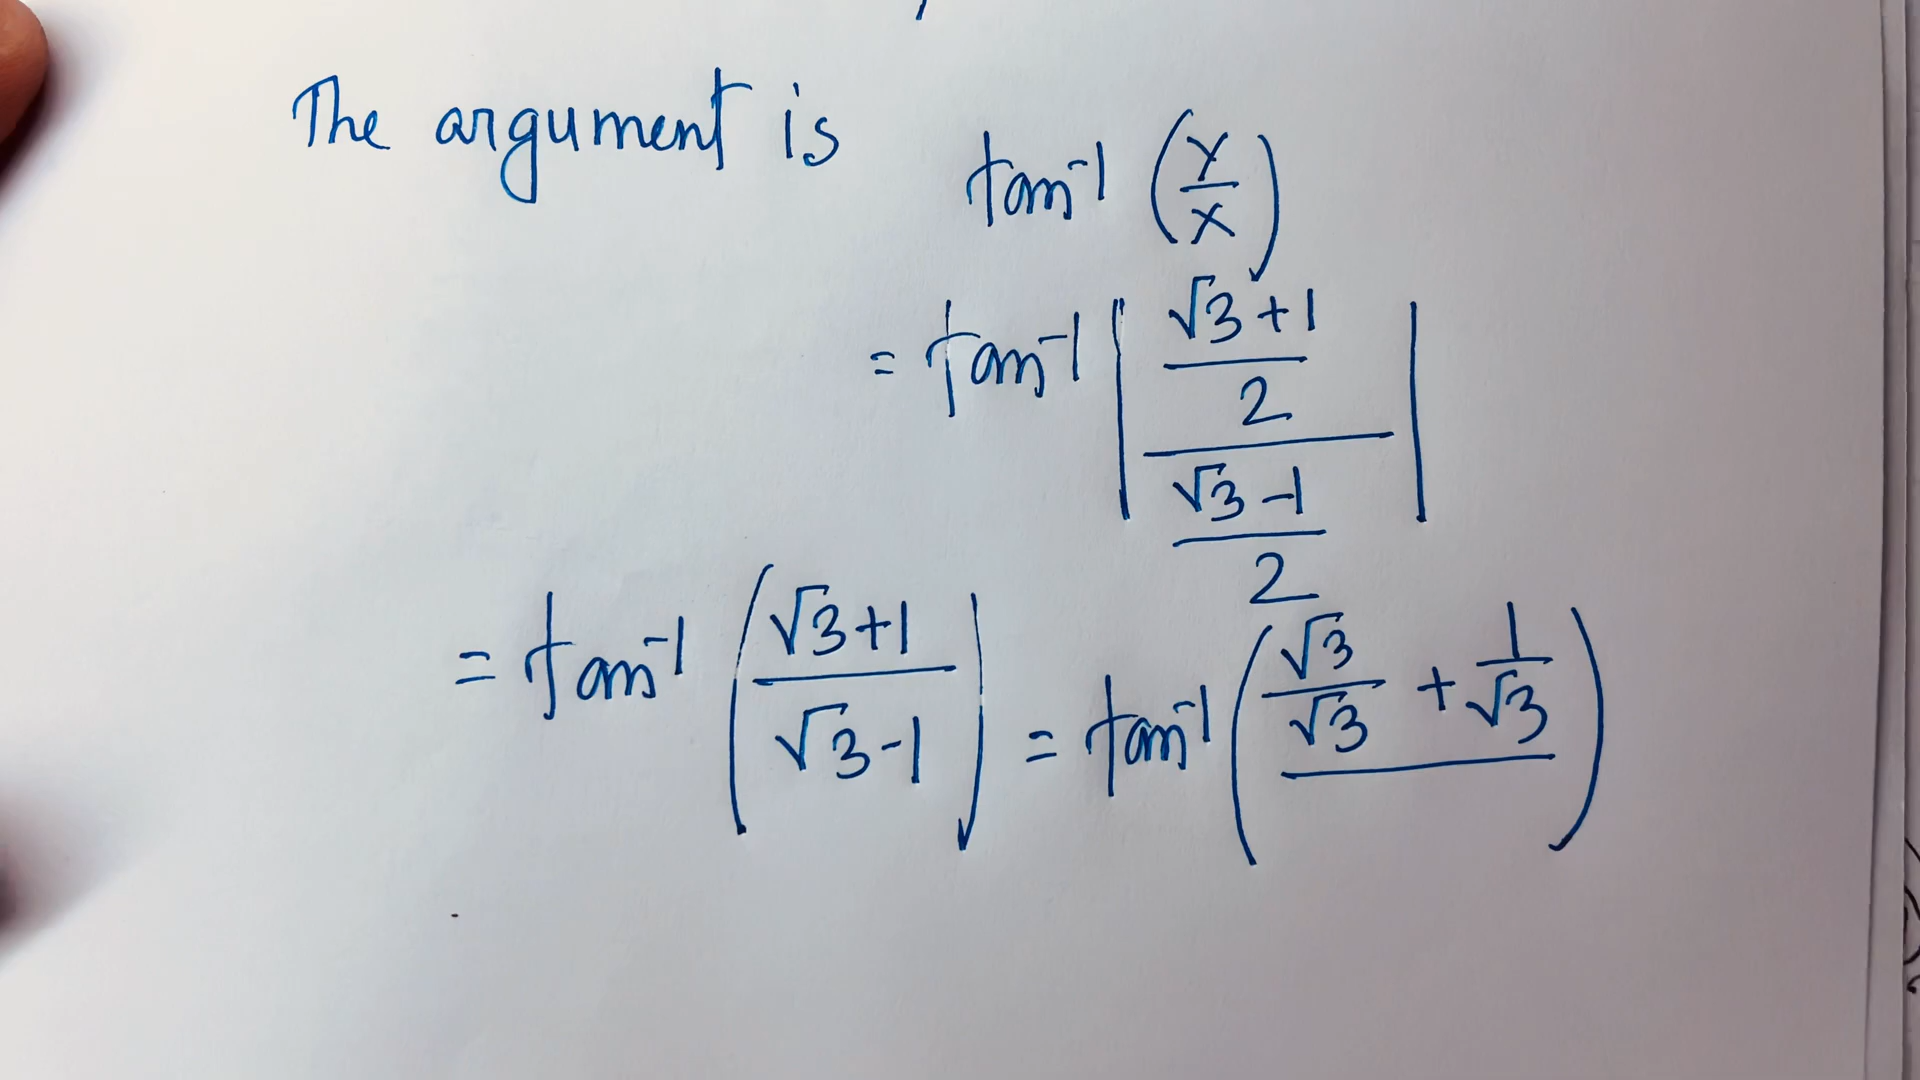 The argument is tan⁻¹ (Y/X)
= tan⁻¹ | ((√3+1)/2) / ((√3-1)/2) |
= tan⁻¹ ((√3+1)/(√3-1)) = tan⁻¹ (√3/√3 + 1/√3)